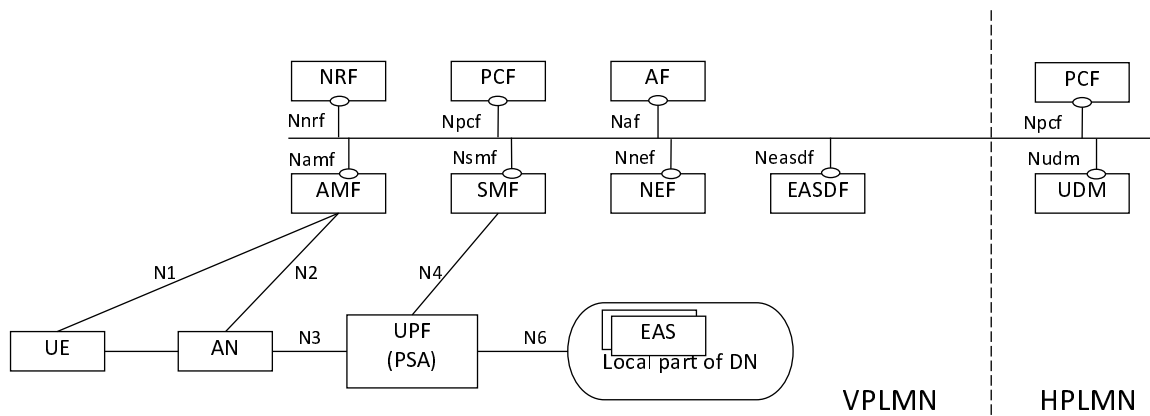 NRF
PCF
AF
PCF
Nnrf
Npcf
Naf
Npcf
Namf
Nsmf
Nnef
Neasdf
Nudm
AMF
SMF
NEF
EASDF
UDM
N1
N2
N4
UE
AN
N3
UPF
(PSA)
N6
EAS
Local part of DN
VPLMN
HPLMN